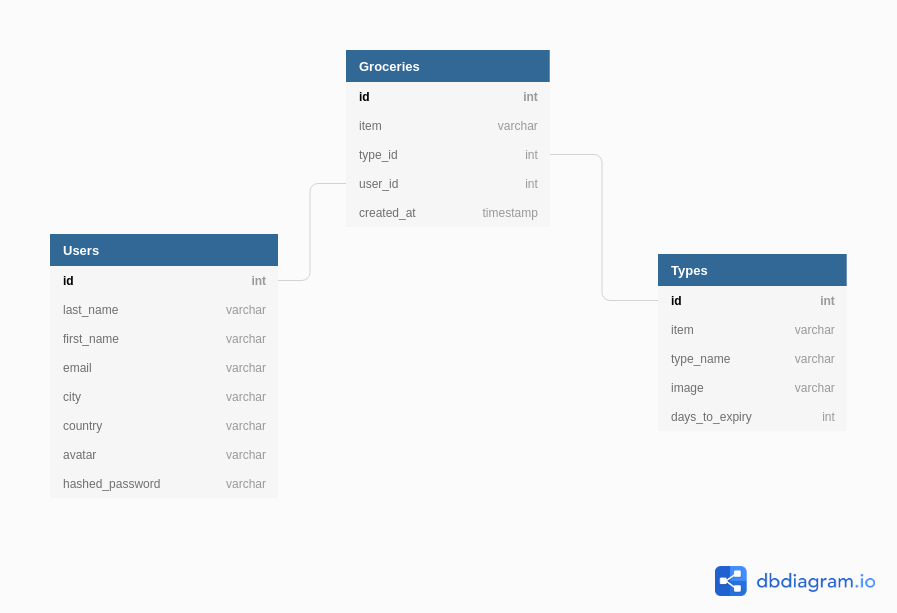 Groceries
id int
item varchar
type_id int
user_id int
created_at timestamp
Users
id int
last_name varchar
first_name varchar
email varchar
city varchar
country varchar
avatar varchar
hashed_password varchar
Types
id int
item varchar
type_name varchar
image varchar
days_to_expiry int
dbdiagram.io